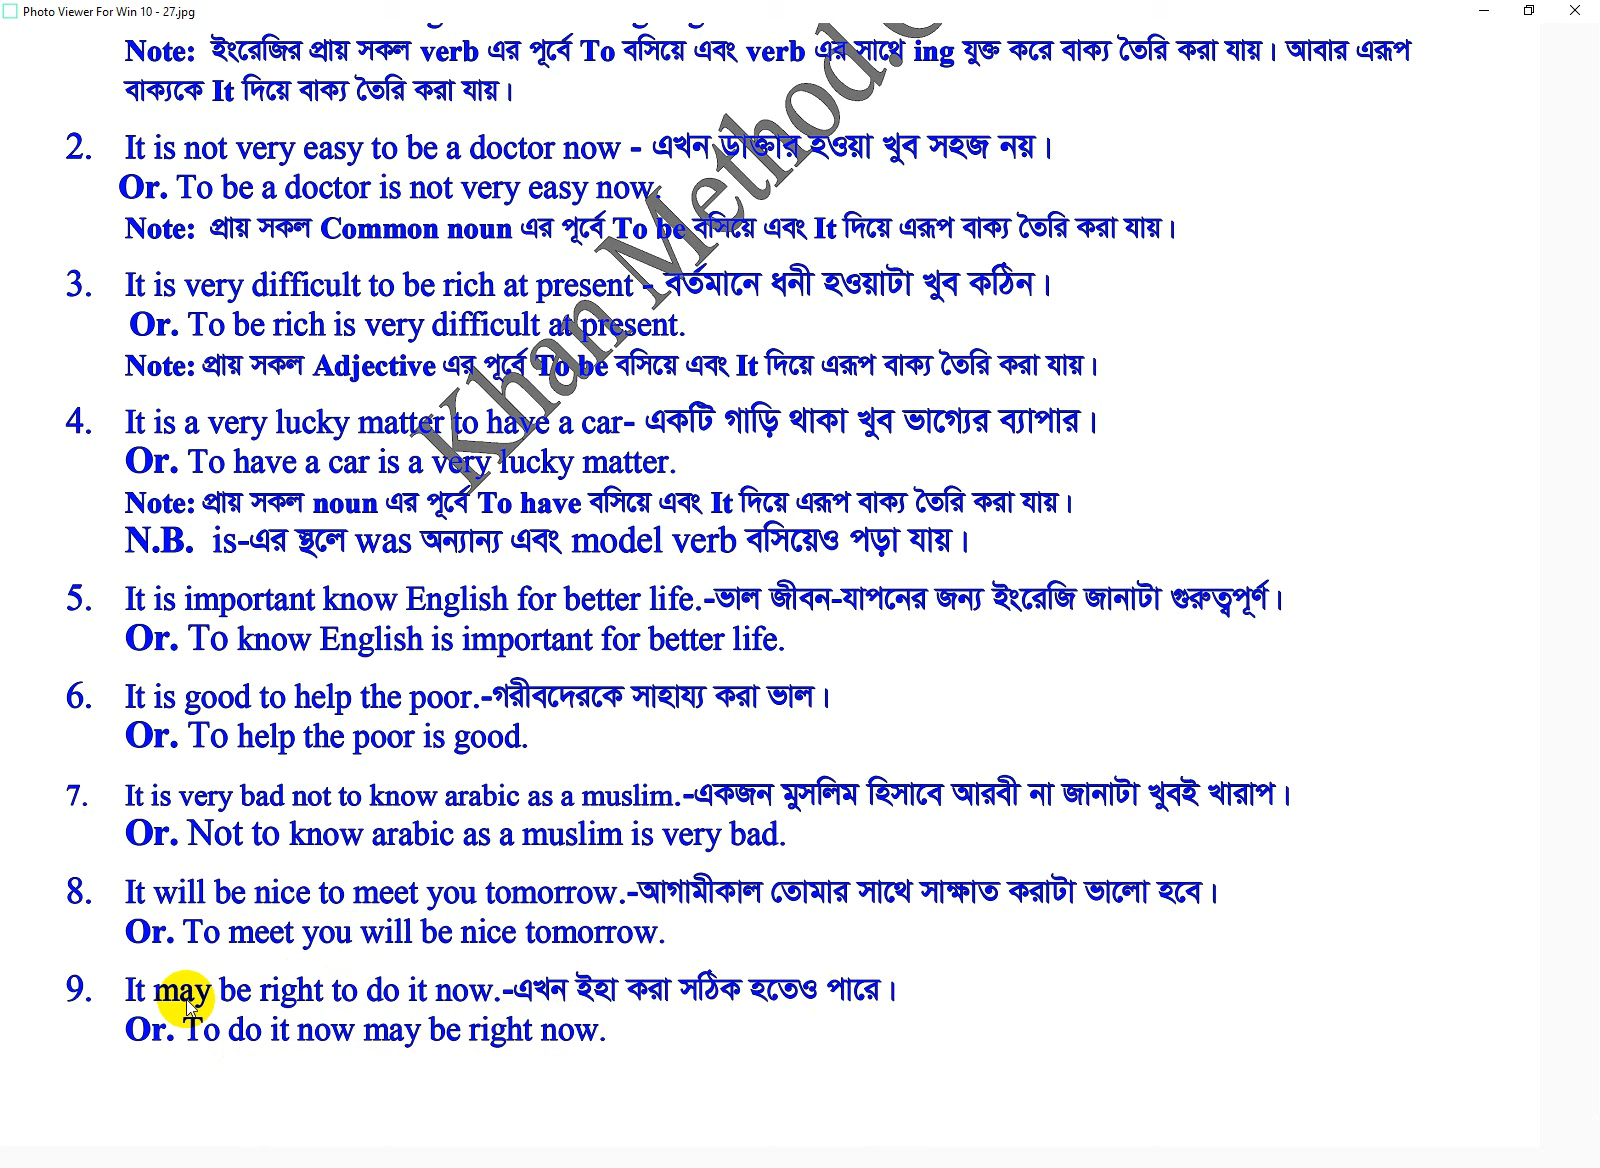 Photo Viewer For Win 10 - 27.jpg
Note: ইংরেজির প্রায় সকল verb এর পূর্বে To বসিয়ে এবং verb এর সাথে ing যুক্ত করে বাক্য তৈরি করা যায়। আবার এরূপ
বাক্যকে It দিয়ে বাক্য তৈরি করা যায়।
2. It is not very easy to be a doctor now - এখন ডাক্তার হওয়া খুব সহজ নয়।
Or. To be a doctor is not very easy now.
Note: প্রায় সকল Common noun এর পূর্বে To be বসিয়ে এবং It দিয়ে এরূপ বাক্য তৈরি করা যায়।
3. It is very difficult to be rich at present - বর্তমানে ধনী হওয়াটা খুব কঠিন।
Or. To be rich is very difficult at present.
Note: প্রায় সকল Adjective এর পূর্বে To be বসিয়ে এবং It দিয়ে এরূপ বাক্য তৈরি করা যায়।
4. It is a very lucky matter to have a car- একটি গাড়ি থাকা খুব ভাগ্যের ব্যাপার।
Or. To have a car is a very lucky matter.
Note: প্রায় সকল noun এর পূর্বে To have বসিয়ে এবং It দিয়ে এরূপ বাক্য তৈরি করা যায়।
N.B. is-এর স্থলে was অন্যান্য এবং model verb বসিয়েও পড়া যায়।
5. It is important know English for better life.-ভাল জীবন-যাপনের জন্য ইংরেজি জানাটা গুরুত্বপূর্ণ।
Or. To know English is important for better life.
6. It is good to help the poor.-গরীবদেরকে সাহায্য করা ভাল।
Or. To help the poor is good.
7. It is very bad not to know arabic as a muslim.-একজন মুসলিম হিসাবে আরবী না জানাটা খুবই খারাপ।
Or. Not to know arabic as a muslim is very bad.
8. It will be nice to meet you tomorrow.-আগামীকাল তোমার সাথে সাক্ষাত করাটা ভালো হবে।
Or. To meet you will be nice tomorrow.
9. It may be right to do it now.-এখন ইহা করা সঠিক হতেও পারে।
Or. To do it now may be right now.
Khan Method.